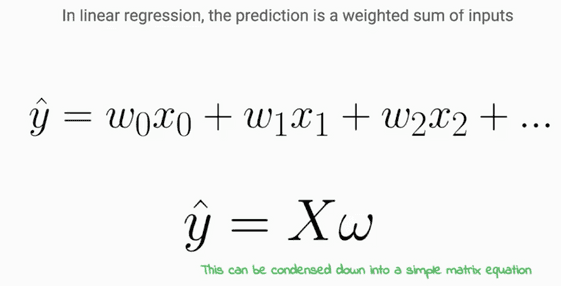 In linear regression, the prediction is a weighted sum of inputs
ŷ = w₀x₀ + w₁x₁ + w₂x₂ + ...
ŷ = Xω
This can be condensed down into a simple matrix equation